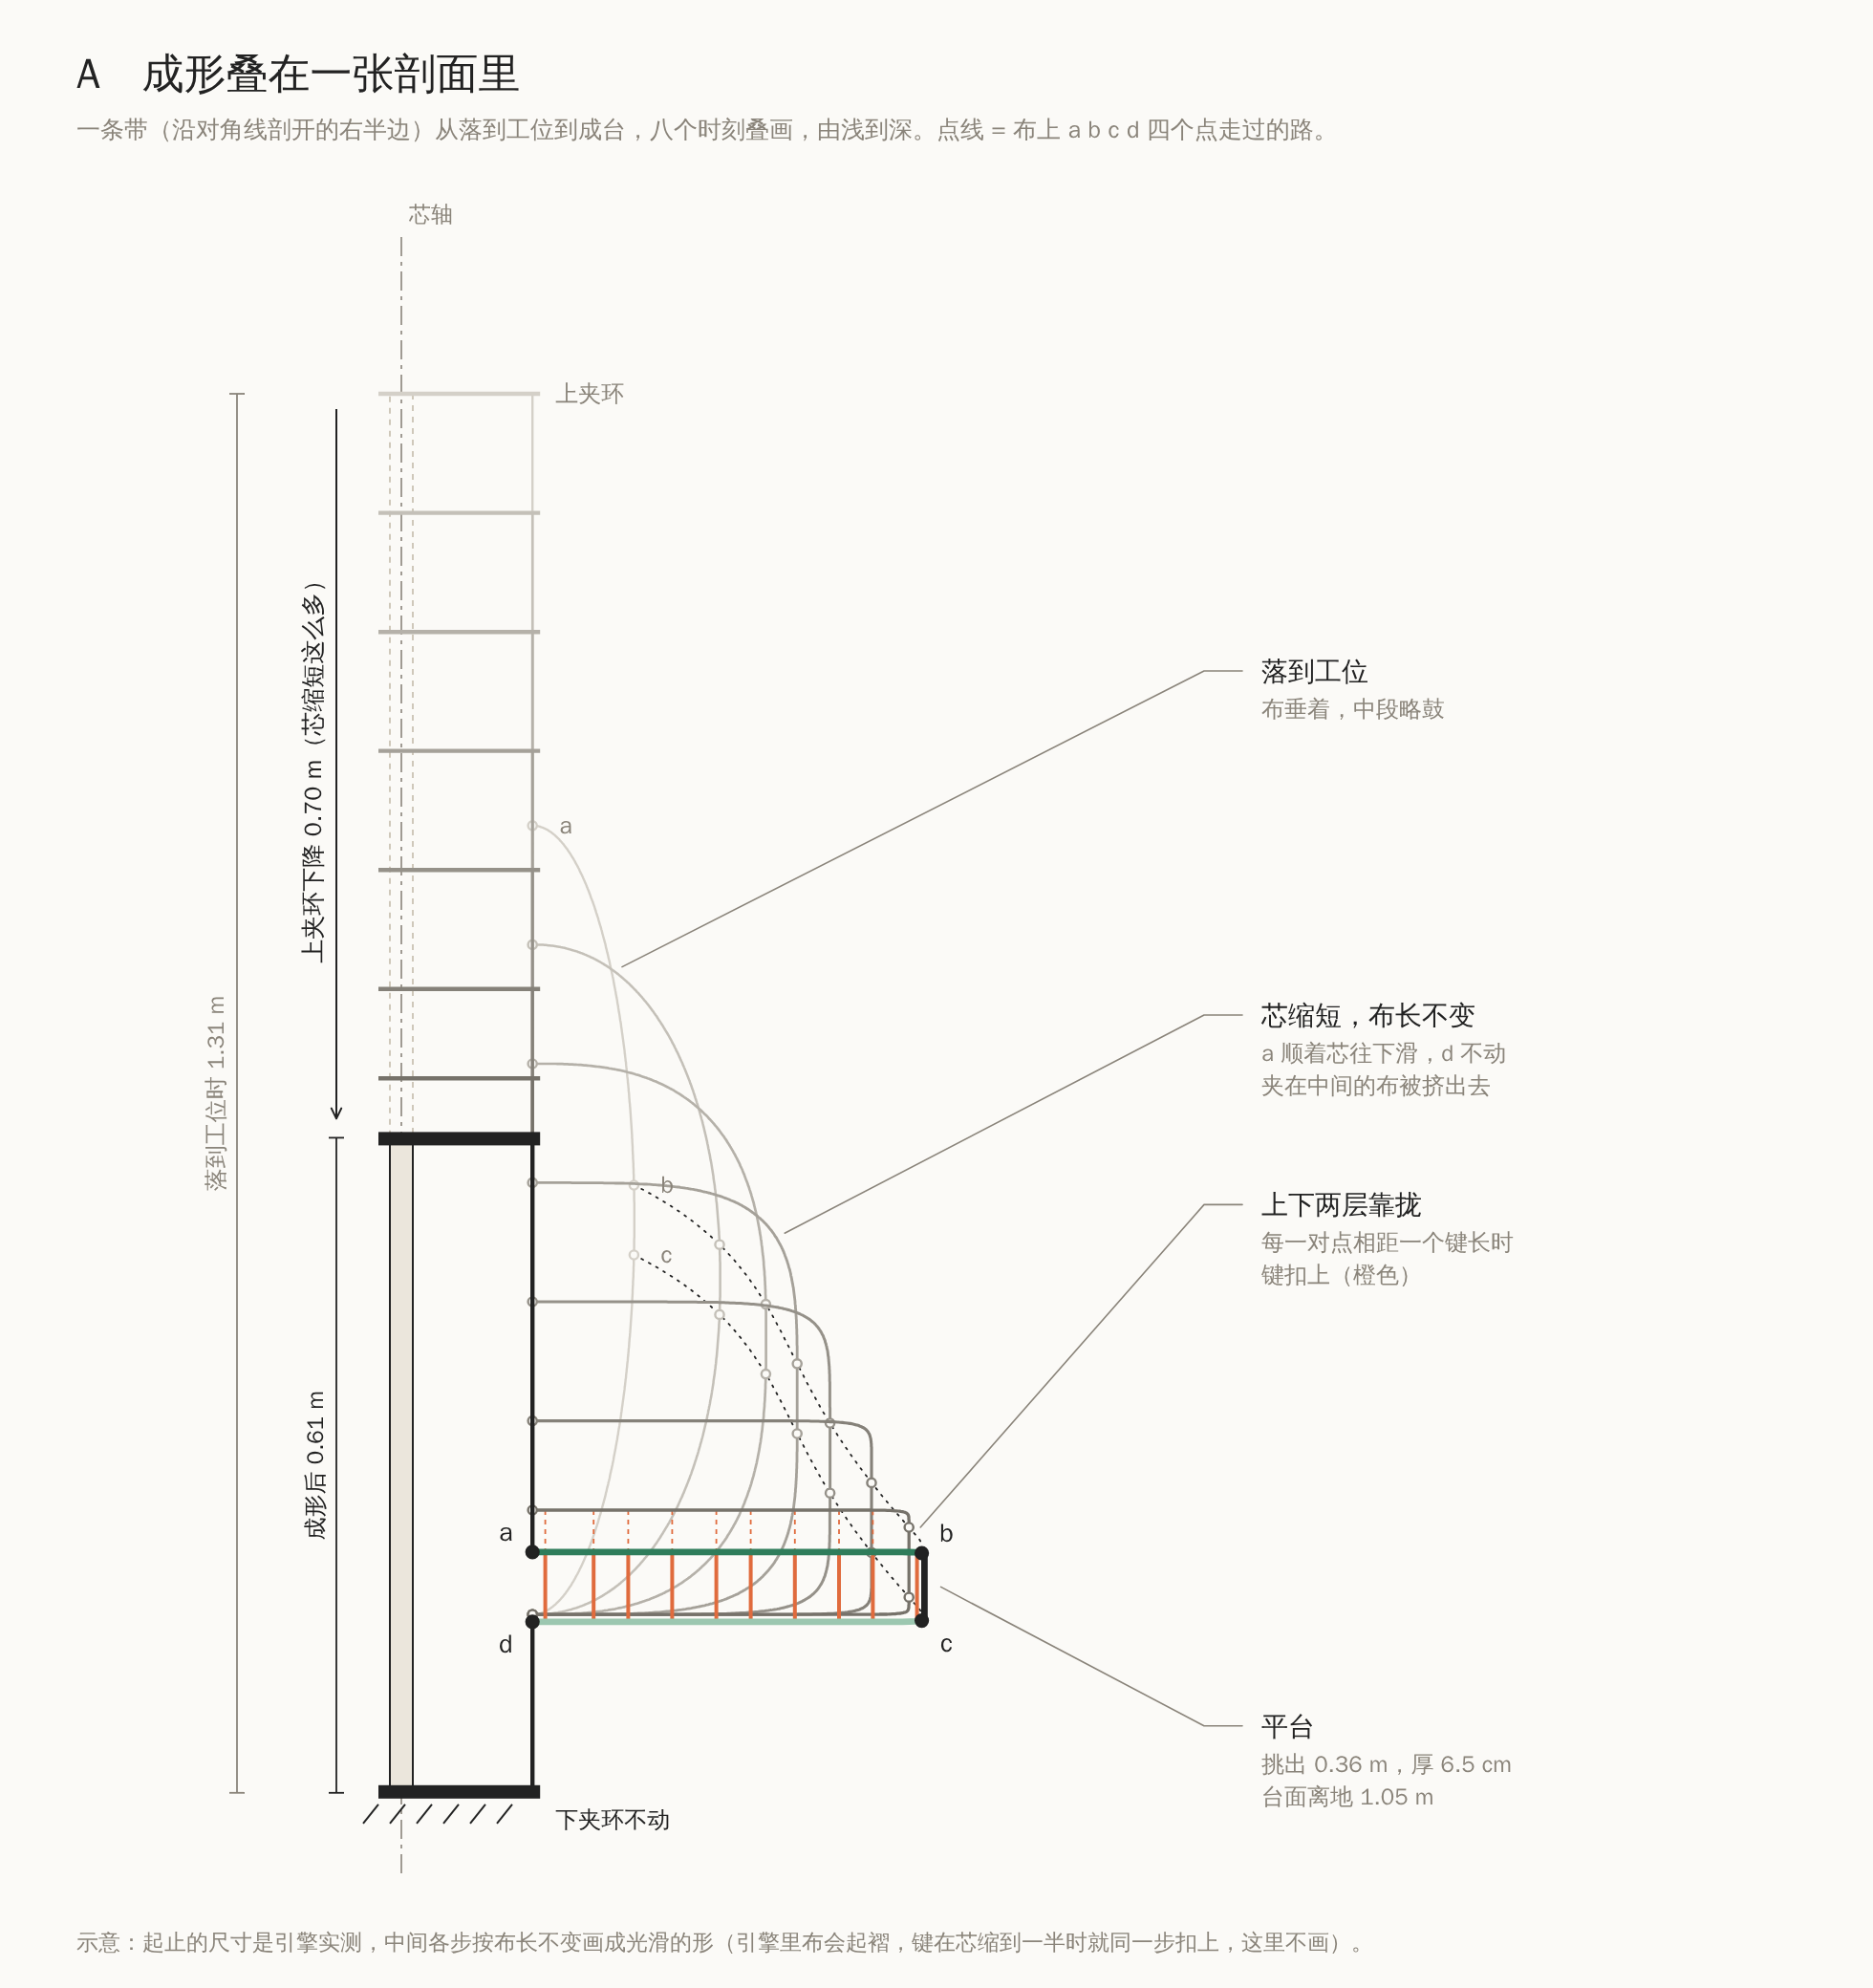 A 成形叠在一张剖面里
一条带（沿对角线剖开的右半边）从落到工位到成台，八个时刻叠画，由浅到深。点线 = 布上 a b c d 四个点走过的路。
芯轴
上夹环
上夹环下降 0.70 m（芯缩短这么多）
落到工位时 1.31 m
成形后 0.61 m
a
b
c
落到工位
布垂着，中段略鼓
芯缩短，布长不变
a 顺着芯往下滑，d 不动
夹在中间的布被挤出去
上下两层靠拢
每一对点相距一个键长时
键扣上（橙色）
a
b
d
c
平台
挑出 0.36 m，厚 6.5 cm
台面离地 1.05 m
下夹环不动
示意：起止的尺寸是引擎实测，中间各步按布长不变画成光滑的形（引擎里布会起褶，键在芯缩到一半时就同一步扣上，这里不画）。